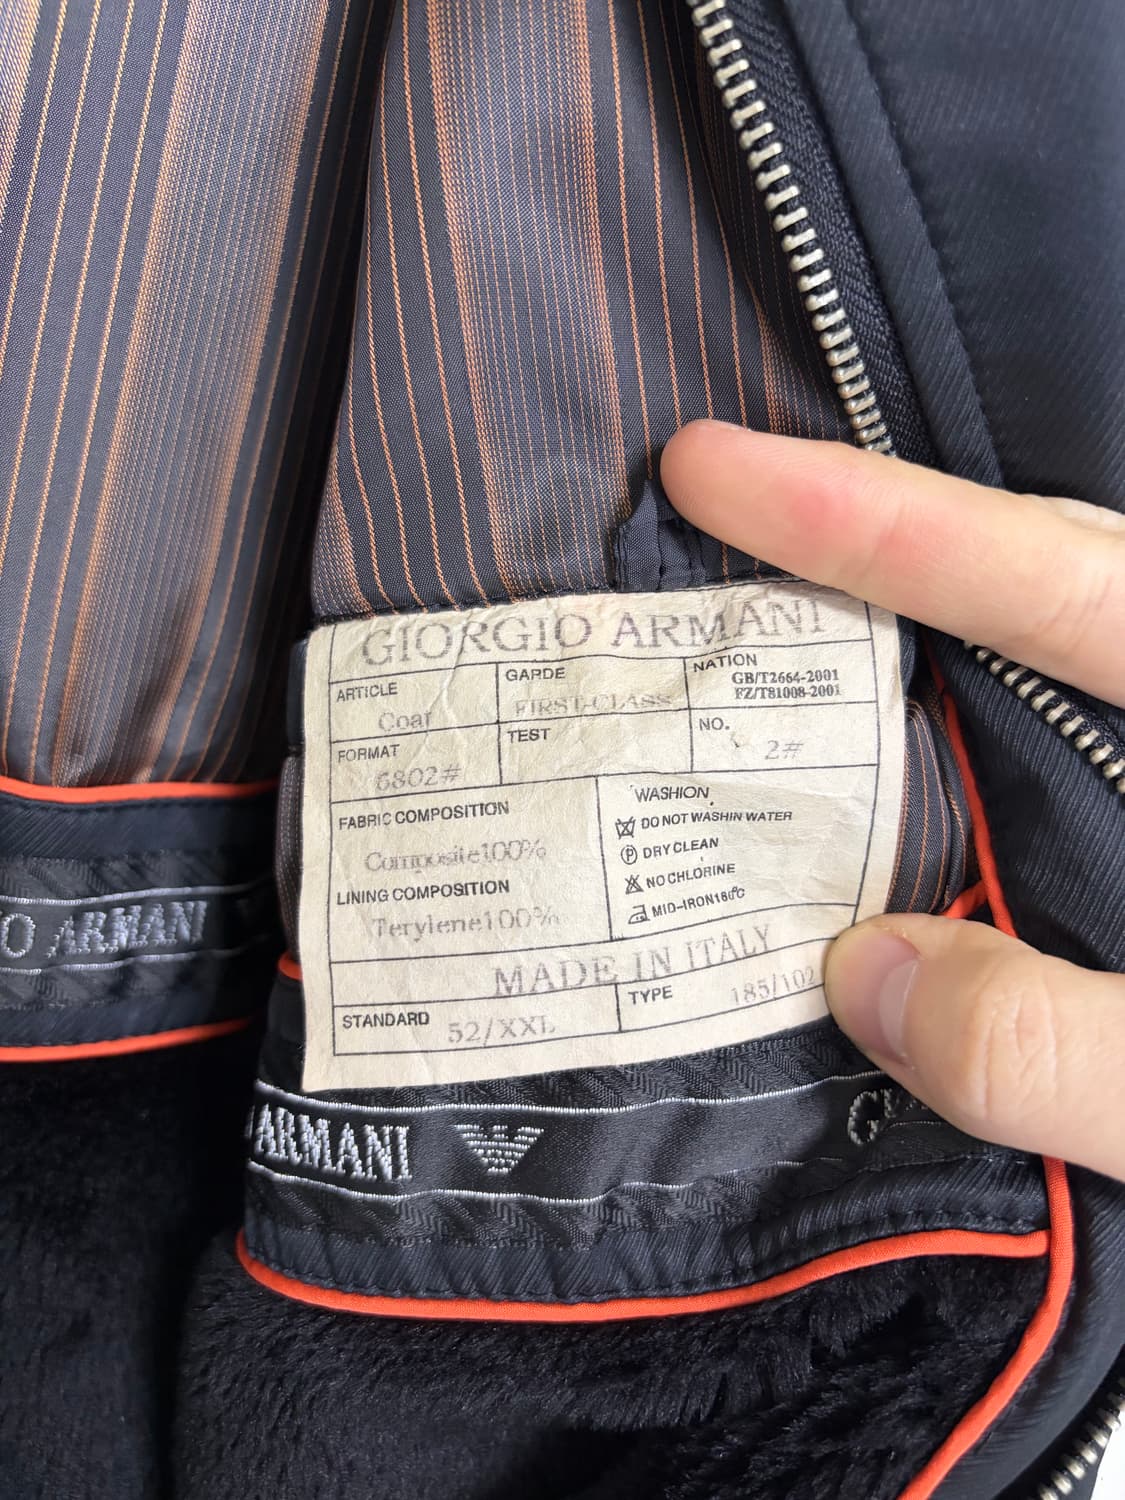 GIORGIO ARMANI
ARTICLE
Coat
GARDE
FIRST-CLASS
NATION
GB/T2664-2001
FZ/T81008-2001
FORMAT
6802#
TEST
NO.
2#
FABRIC COMPOSITION
Composite100%
LINING COMPOSITION
Terylene100%
WASHION
DO NOT WASHIN WATER
P DRY CLEAN
NO CHLORINE
MID-IRON180°C
MADE IN ITALY
STANDARD 52/XXL
TYPE 185/102
O ARMANI
ARMANI